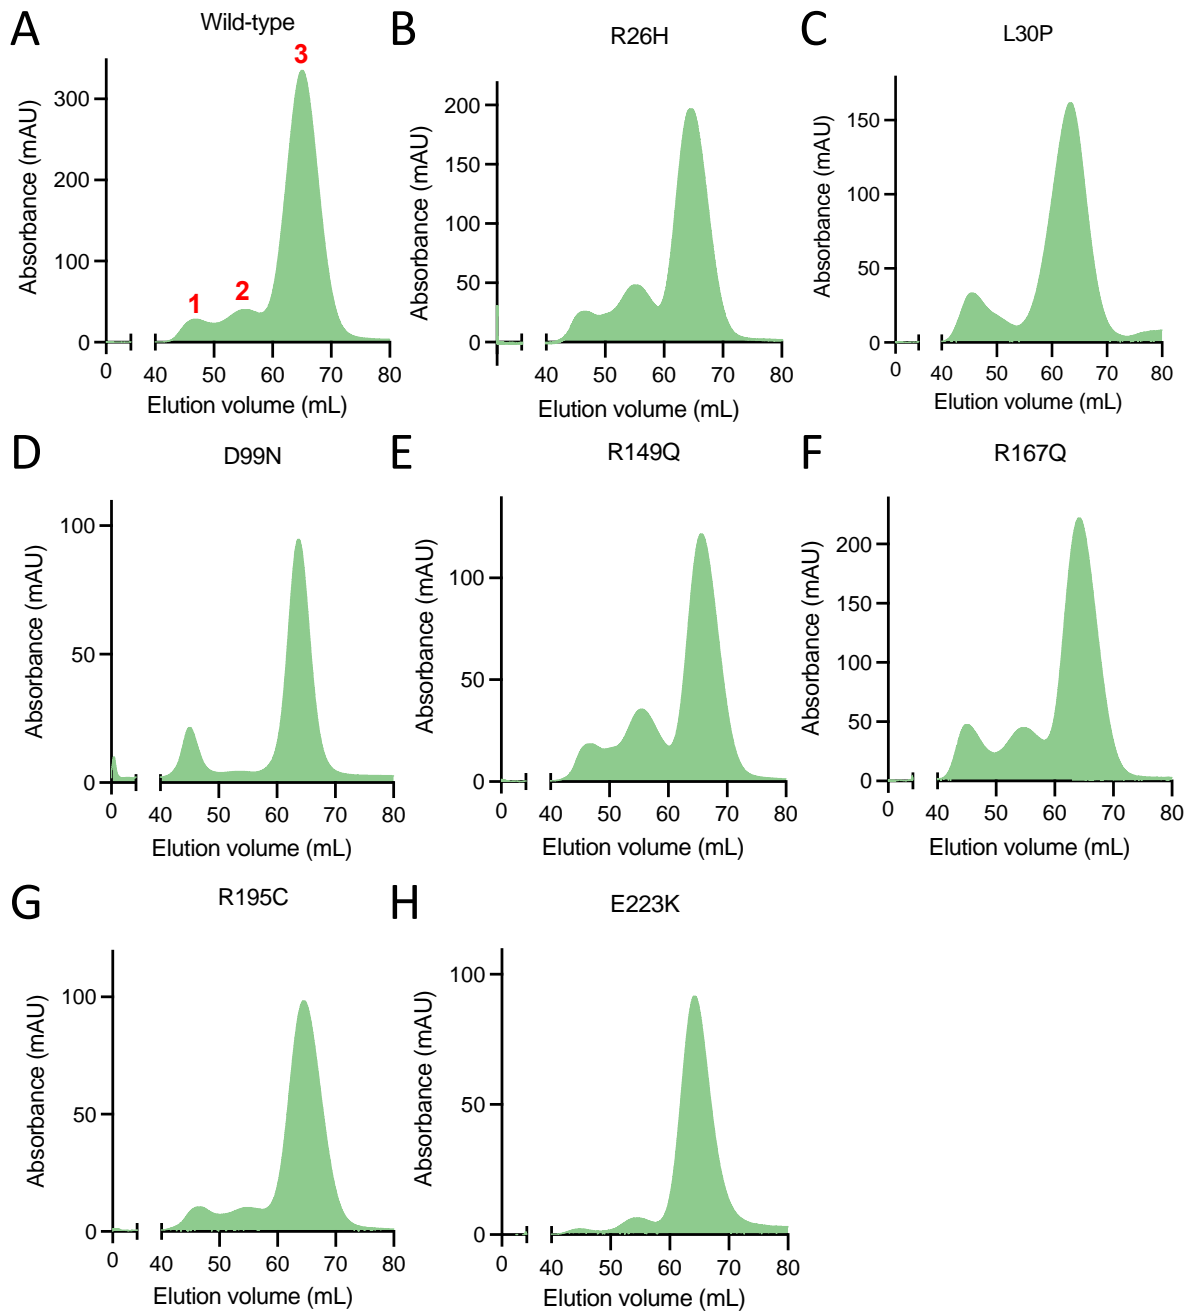 A
Wild-type
1
2
3
Absorbance (mAU)
300
200
100
0
0
40
50
60
70
80
Elution volume (mL)
B
R26H
Absorbance (mAU)
200
150
100
50
0
40
50
60
70
80
Elution volume (mL)
C
L30P
Absorbance (mAU)
150
100
50
0
0
40
50
60
70
80
Elution volume (mL)
D
D99N
Absorbance (mAU)
100
50
0
0
40
50
60
70
80
Elution volume (mL)
E
R149Q
Absorbance (mAU)
100
50
0
0
40
50
60
70
80
Elution volume (mL)
F
R167Q
Absorbance (mAU)
200
150
100
50
0
0
40
50
60
70
80
Elution volume (mL)
G
R195C
Absorbance (mAU)
100
50
0
0
40
50
60
70
80
Elution volume (mL)
H
E223K
Absorbance (mAU)
100
50
0
0
40
50
60
70
80
Elution volume (mL)